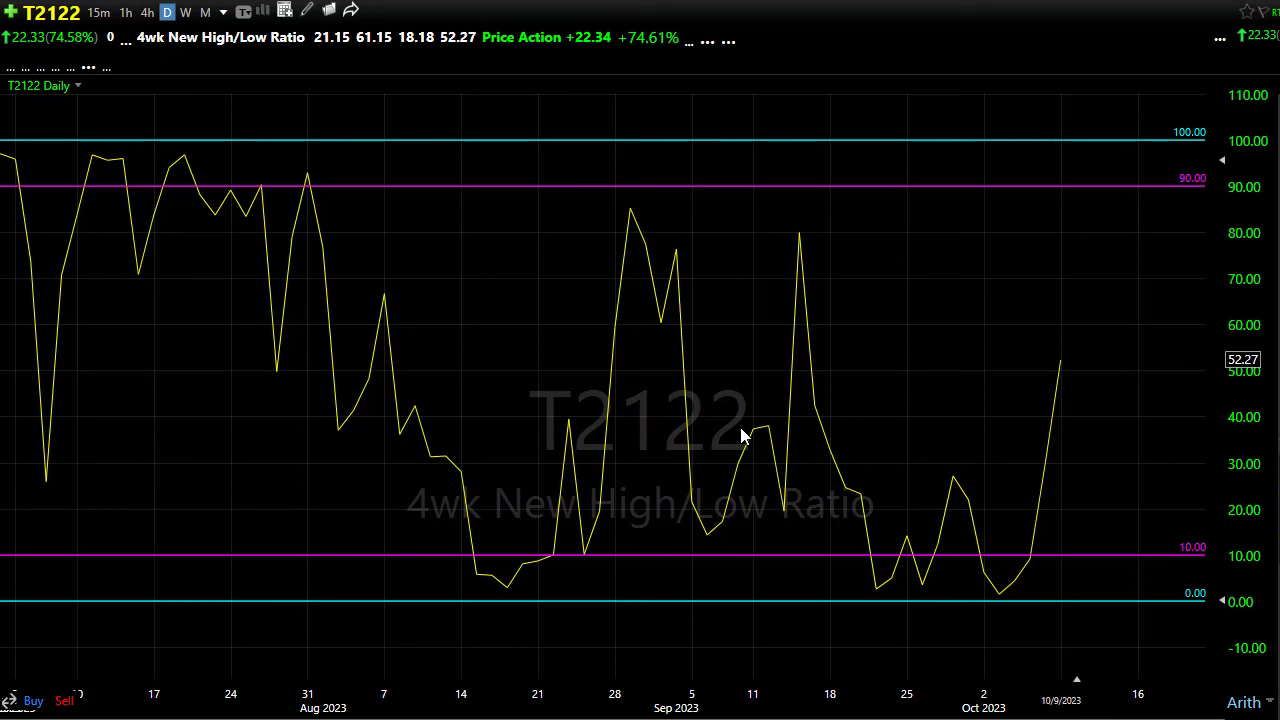 T2122 15m 1h 4h D W M T RT
22.33(74.58%) 0 ... 4wk New High/Low Ratio 21.15 61.15 18.18 52.27 Price Action +22.34 +74.61% ... ... ... ... 22.33(
... ... ... ... ... ... ...
T2122 Daily
110.00
100.00 100.00
90.00 90.00
80.00
70.00
60.00
52.27
50.00
40.00
T2122
30.00
4wk New High/Low Ratio
20.00
10.00 10.00
0.00 0.00
-10.00
17 24 31 7 14 21 28 5 11 18 25 2 10/9/2023 16
Buy Sell
Aug 2023 Sep 2023 Oct 2023
Arith